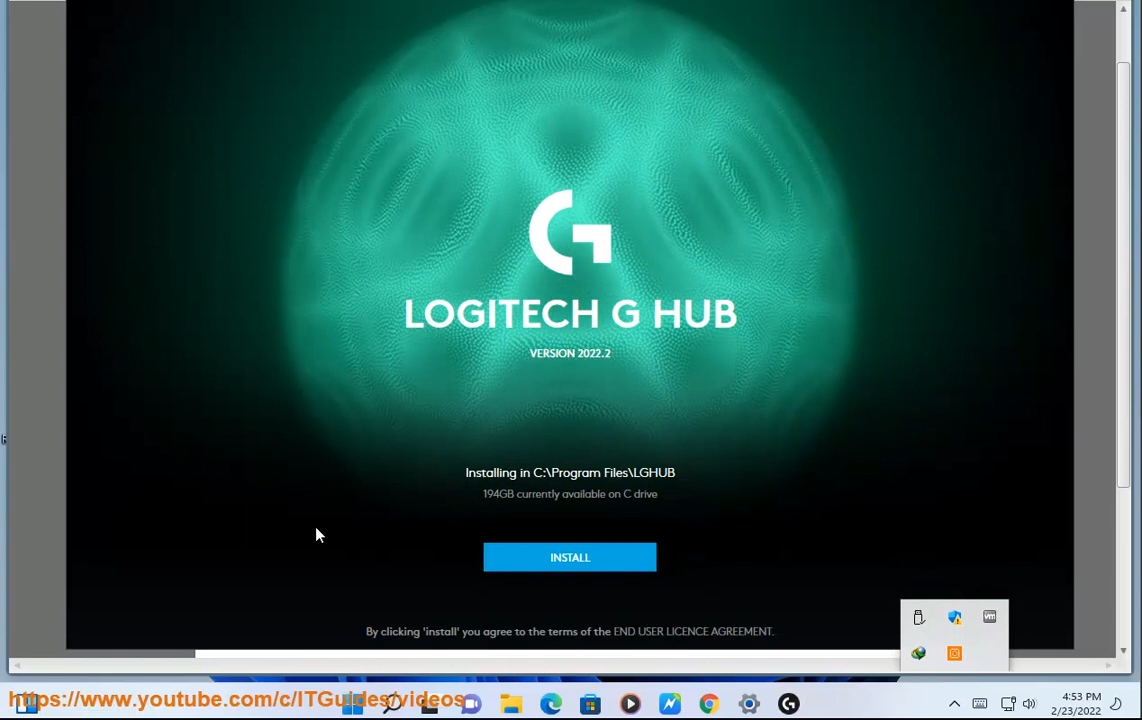 LOGITECH G HUB
VERSION 2022.2
Installing in C:\Program Files\LGHUB
194GB currently available on C drive
INSTALL
By clicking 'install' you agree to the terms of the END USER LICENCE AGREEMENT.
vm
https://www.youtube.com/c/ITGuides/videos
4:53 PM
2/23/2022